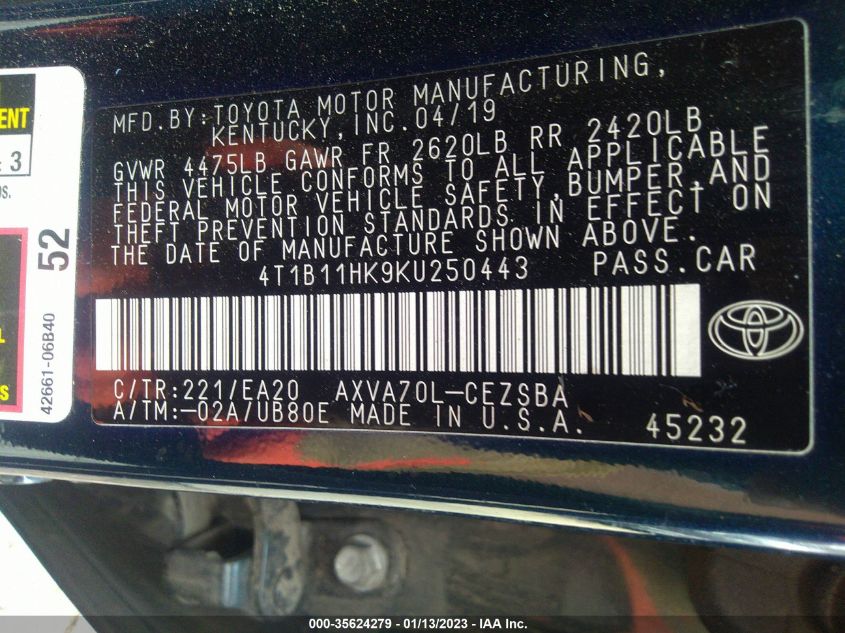 MFD.BY:TOYOTA MOTOR MANUFACTURING,
KENTUCKY,INC.04/19
GVWR 4475LB GAWR FR 2620LB RR 2420LB
THIS VEHICLE CONFORMS TO ALL APPLICABLE
FEDERAL MOTOR VEHICLE SAFETY,BUMPER,AND
THEFT PREVENTION STANDARDS IN EFFECT ON
THE DATE OF MANUFACTURE SHOWN ABOVE.
4T1B11HK9KU250443 PASS.CAR
C/TR:221/EA20 AXVA70L-CEZSBA
A/TM:-02A/UB80E MADE IN U.S.A.
45232
3
52
42661-06B40
000-35624279 - 01/13/2023 - IAA Inc.